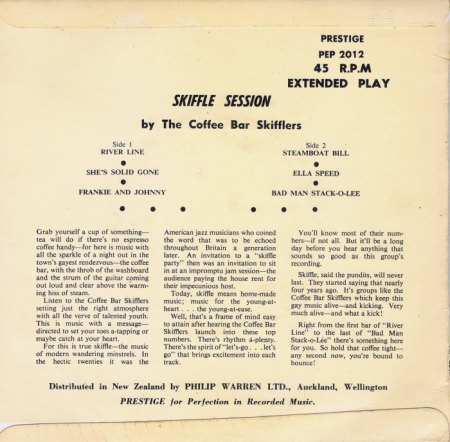 PRESTIGE
PEP 2012
45 R.P.M
EXTENDED PLAY
SKIFFLE SESSION
by The Coffee Bar Skifflers
Side 1
RIVER LINE
SHE'S SOLID GONE
FRANKIE AND JOHNNY
Side 2
STEAMBOAT BILL
ELLA SPEED
BAD MAN STACK-O-LEE
Grab yourself a cup of something—
tea will do if there's no espresso
coffee handy—for here is music with
all the sparkle of a night out in the
town's gayest rendezvous—the coffee
bar, with the throb of the washboard
and the strum of the guitar coming
out loud and clear above the warm-
ing hiss of steam.
Listen to the Coffee Bar Skifflers
setting just the right atmosphere
with all the verve of talented youth.
This is music with a message—
directed to set your toes a-tapping or
maybe catch at your heart.
For this is true skiffle—the music
of modern wandering minstrels. In
the hectic twenties it was the
American jazz musicians who coined
the word that was to be echoed
throughout Britain a generation
later. An invitation to a "skiffle
party" then was an invitation to sit
in at an impromptu jam session—the
audience paying the house rent for
their impecunious host.
Today, skiffle means home-made
music; music for the young-at-
heart . . . the young-at-ease.
Well, that's a frame of mind easy
to attain after hearing the Coffee Bar
Skifflers launch into these top
numbers. There's rhythm a-plenty.
There's the spirit of "let's-go . . . let's
go" that brings excitement into each
track.
You'll know most of their num-
bers—if not all. But it'll be a long
day before you hear anything that
sounds so good as this group's
recording.
Skiffle, said the pundits, will never
last. They started saying that nearly
four years ago. It's groups like the
Coffee Bar Skifflers which keep this
gay music alive—and kicking. Very
much alive—and what a kick!
Right from the first bar of "River
Line" to the last of "Bad Man
Stack-o-Lee" there's something here
for you. So hold that coffee tight—
any second now, you're bound to
bounce!
Distributed in New Zealand by PHILIP WARREN LTD., Auckland, Wellington
PRESTIGE for Perfection in Recorded Music.